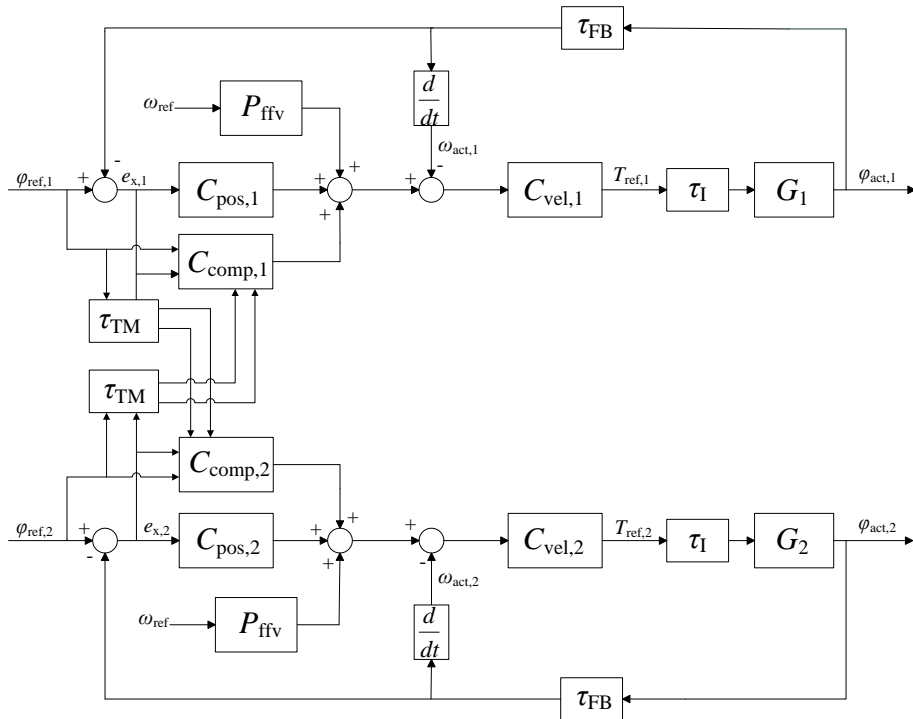 τFB
d
dt
ωref
Pffv
ωact,1
+
+
-
-
φref,1
+
ex,1
Cpos,1
+
+
+
Cvel,1
Tref,1
τI
G1
φact,1
Ccomp,1
τTM
τTM
Ccomp,2
φref,2
+
-
ex,2
Cpos,2
+
+
+
+
-
Cvel,2
Tref,2
τI
G2
φact,2
ωact,2
ωref
Pffv
d
dt
τFB